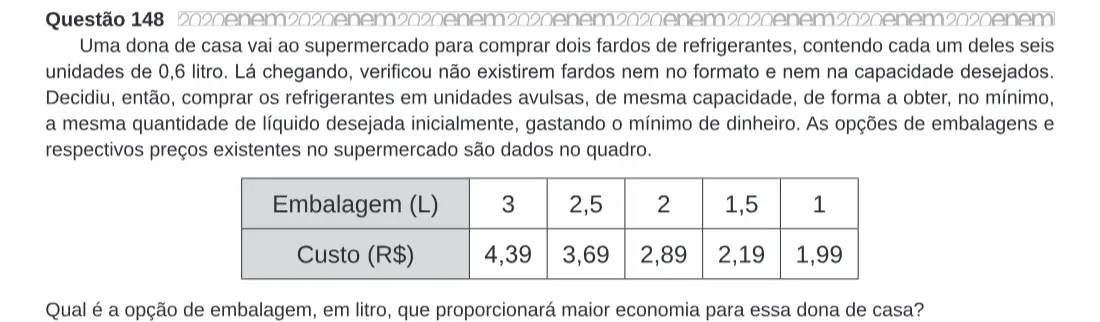 Questão 148 2020enem2020enem2020enem2020enem2020enem2020enem2020enem2020enem
Uma dona de casa vai ao supermercado para comprar dois fardos de refrigerantes, contendo cada um deles seis
unidades de 0,6 litro. Lá chegando, verificou não existirem fardos nem no formato e nem na capacidade desejados.
Decidiu, então, comprar os refrigerantes em unidades avulsas, de mesma capacidade, de forma a obter, no mínimo,
a mesma quantidade de líquido desejada inicialmente, gastando o mínimo de dinheiro. As opções de embalagens e
respectivos preços existentes no supermercado são dados no quadro.
Embalagem (L) 3 2,5 2 1,5 1
Custo (R$) 4,39 3,69 2,89 2,19 1,99
Qual é a opção de embalagem, em litro, que proporcionará maior economia para essa dona de casa?